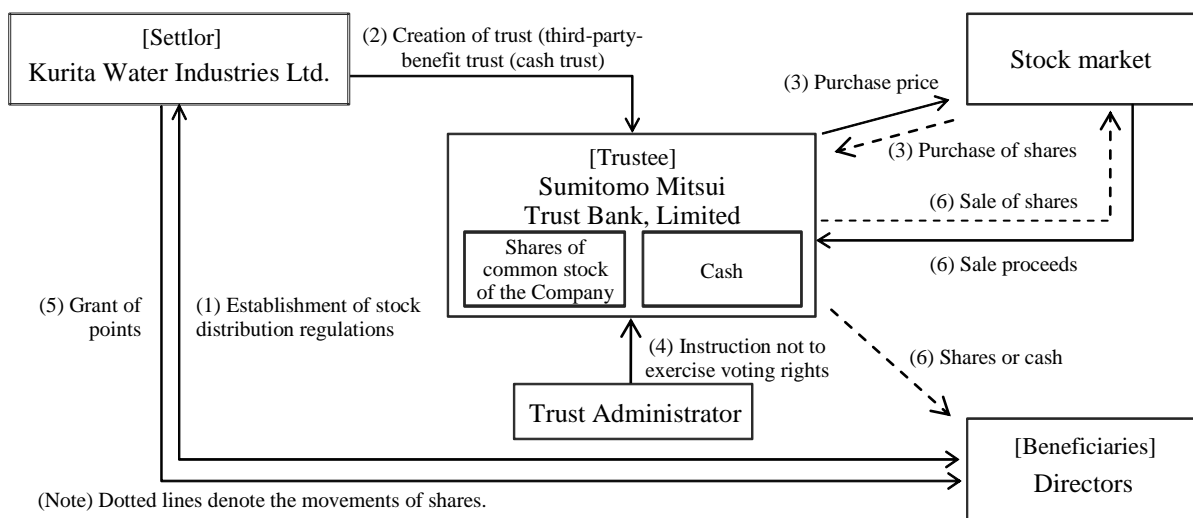 [Settlor]
Kurita Water Industries Ltd.
(2) Creation of trust (third-party-
benefit trust (cash trust)
Stock market
(3) Purchase price
(3) Purchase of shares
[Trustee]
Sumitomo Mitsui
Trust Bank, Limited
Shares of
common stock
of the Company
Cash
(6) Sale of shares
(6) Sale proceeds
(5) Grant of
points
(1) Establishment of stock
distribution regulations
(4) Instruction not to
exercise voting rights
(6) Shares or cash
Trust Administrator
[Beneficiaries]
Directors
(Note) Dotted lines denote the movements of shares.